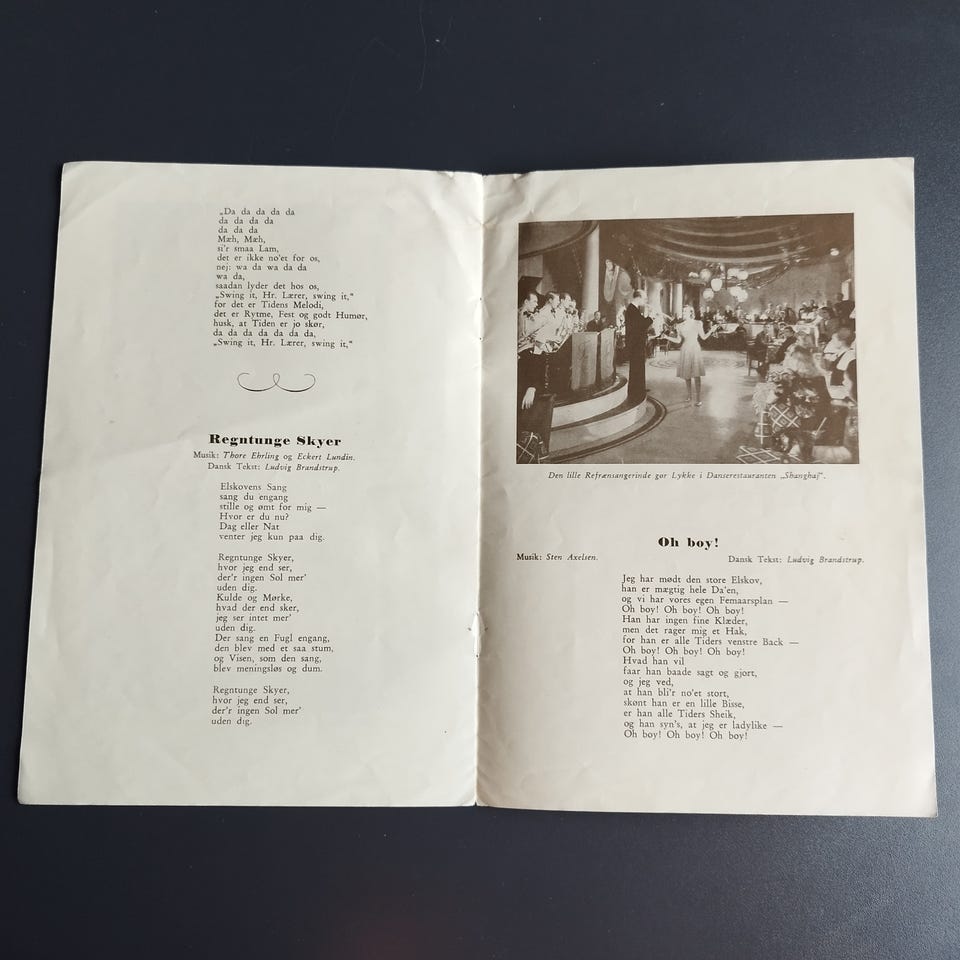 „Da da da da da
da da da da
da da da
Mæh, Mæh,
si'r smaa Lam,
det er ikke no'et for os,
nej: wa da wa da da
wa da,
saadan lyder det hos os,
„Swing it, Hr. Lærer, swing it,“
for det er Tidens Melodi,
det er Rytme, Fest og godt Humør,
husk, at Tiden er jo skør,
da da da da da da da,
„Swing it, Hr. Lærer, swing it,“
Regntunge Skyer
Musik: Thore Ehrling og Eckert Lundin.
Dansk Tekst: Ludvig Brandstrup.
Elskovens Sang
sang du engang
stille og ømt for mig —
Hvor er du nu?
Dag eller Nat
venter jeg kun paa dig.
Regntunge Skyer,
hvor jeg end ser,
der'r ingen Sol mer'
uden dig.
Kulde og Mørke,
hvad der end sker,
jeg ser intet mer'
uden dig.
Der sang en Fugl engang,
den blev med et saa stum,
og Visen, som den sang,
blev meningsløs og dum.
Regntunge Skyer,
hvor jeg end ser,
der'r ingen Sol mer'
uden dig.
Den lille Refrænsangerinde gør Lykke i Danserestauranten „Shanghaj“.
Oh boy!
Musik: Sten Axelsen. Dansk Tekst: Ludvig Brandstrup.
Jeg har mødt den store Elskov,
han er mægtig hele Da'en,
og vi har vores egen Femaarsplan —
Oh boy! Oh boy! Oh boy!
Han har ingen fine Klæder,
men det rager mig et Hak,
for han er alle Tiders venstre Back —
Oh boy! Oh boy! Oh boy!
Hvad han vil
faar han baade sagt og gjort,
og jeg ved,
at han bli'r no'et stort,
skønt han er en lille Bisse,
er han alle Tiders Sheik,
og han syn's, at jeg er ladylike —
Oh boy! Oh boy! Oh boy!